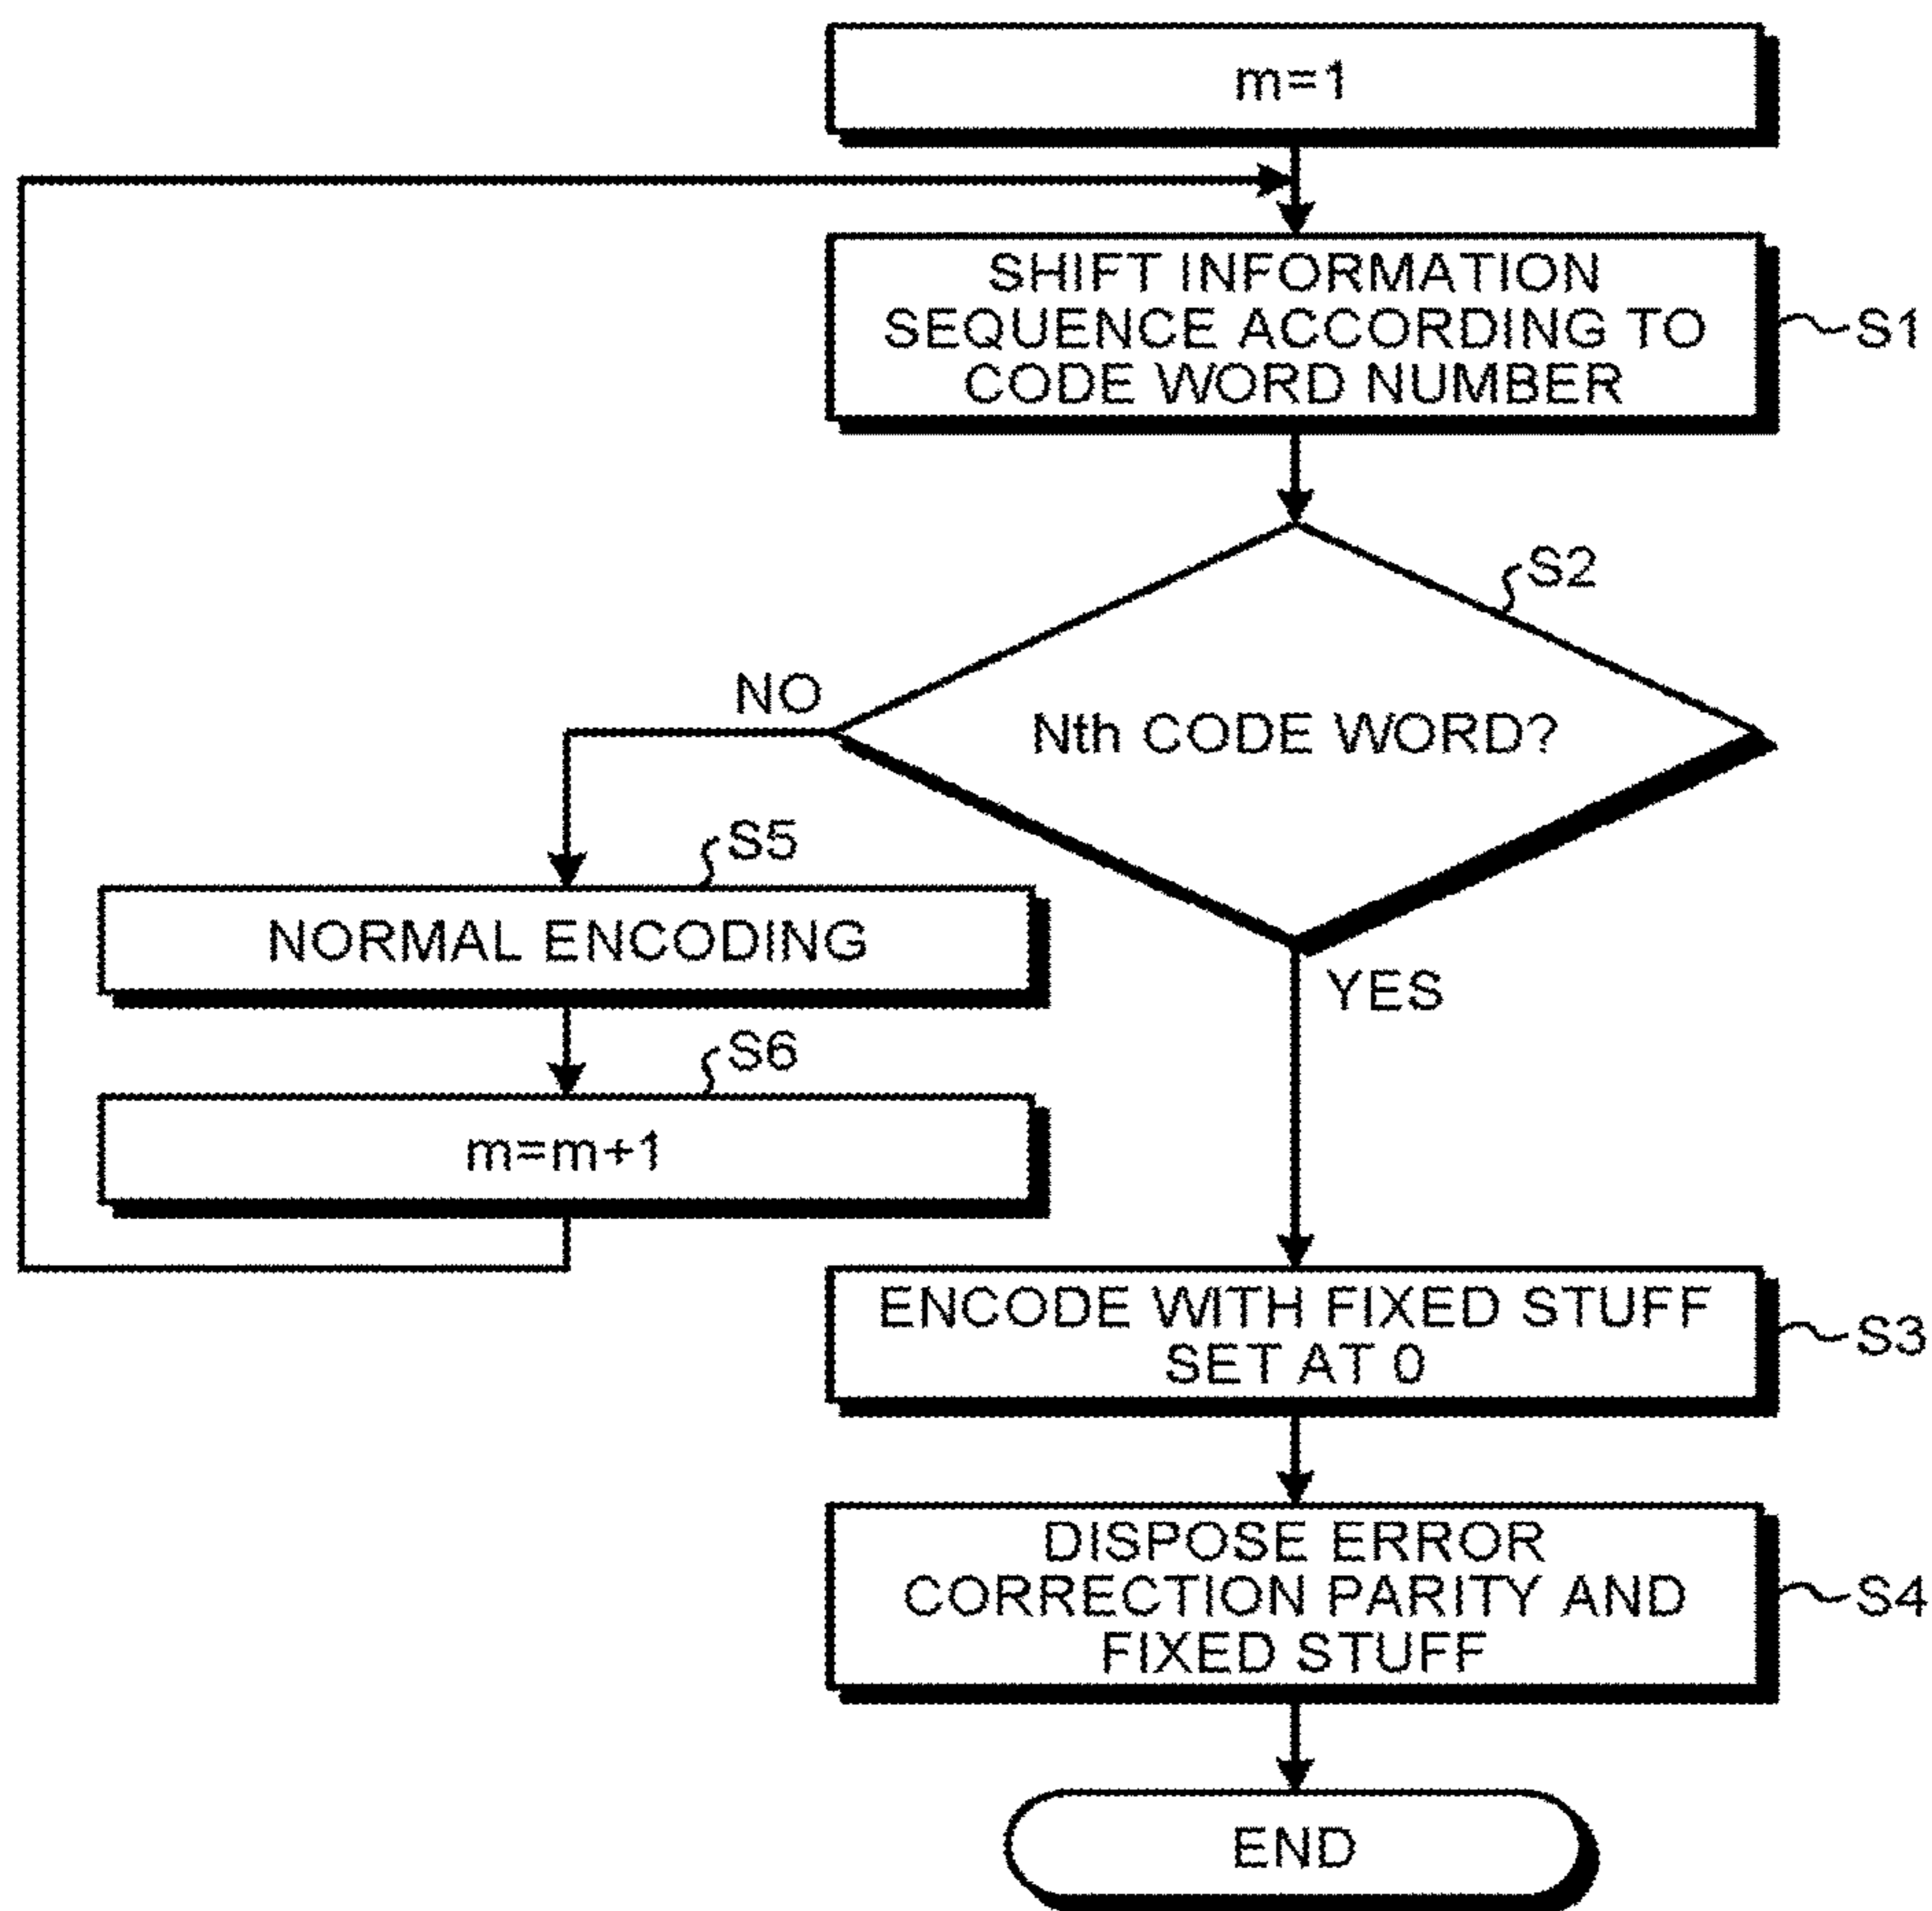 m=1
SHIFT INFORMATION
SEQUENCE ACCORDING TO
CODE WORD NUMBER
S1
S2
Nth CODE WORD?
NO
YES
S5
NORMAL ENCODING
S6
m=m+1
ENCODE WITH FIXED STUFF
SET AT 0
S3
DISPOSE ERROR
CORRECTION PARITY AND
FIXED STUFF
S4
END